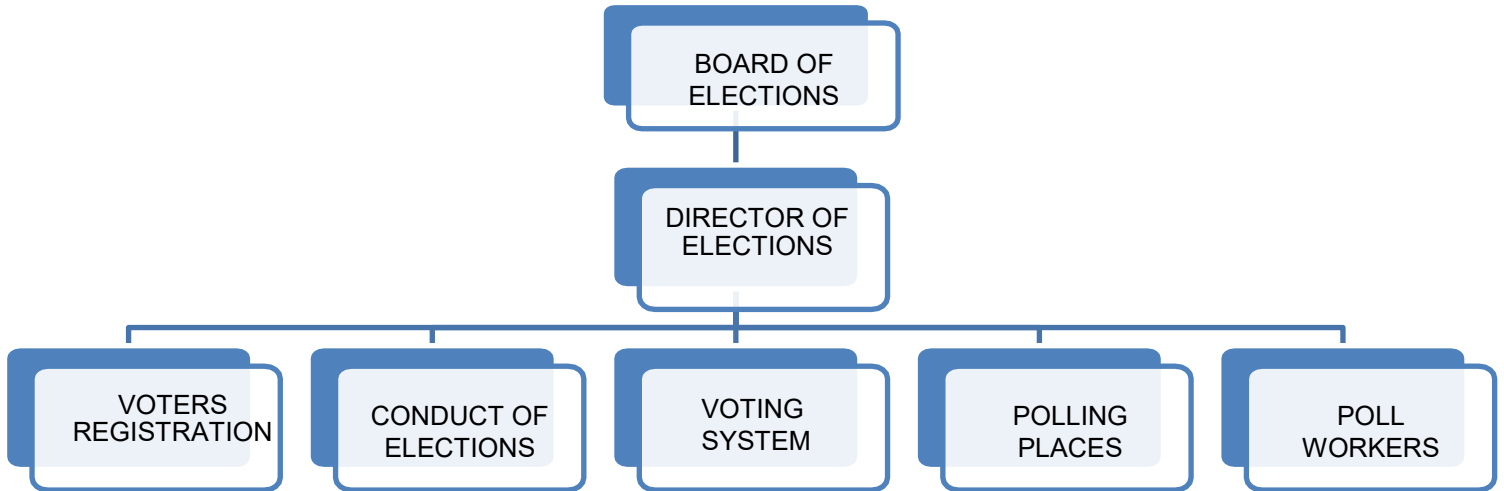 BOARD OF
ELECTIONS
DIRECTOR OF
ELECTIONS
VOTERS
REGISTRATION
CONDUCT OF
ELECTIONS
VOTING
SYSTEM
POLLING
PLACES
POLL
WORKERS